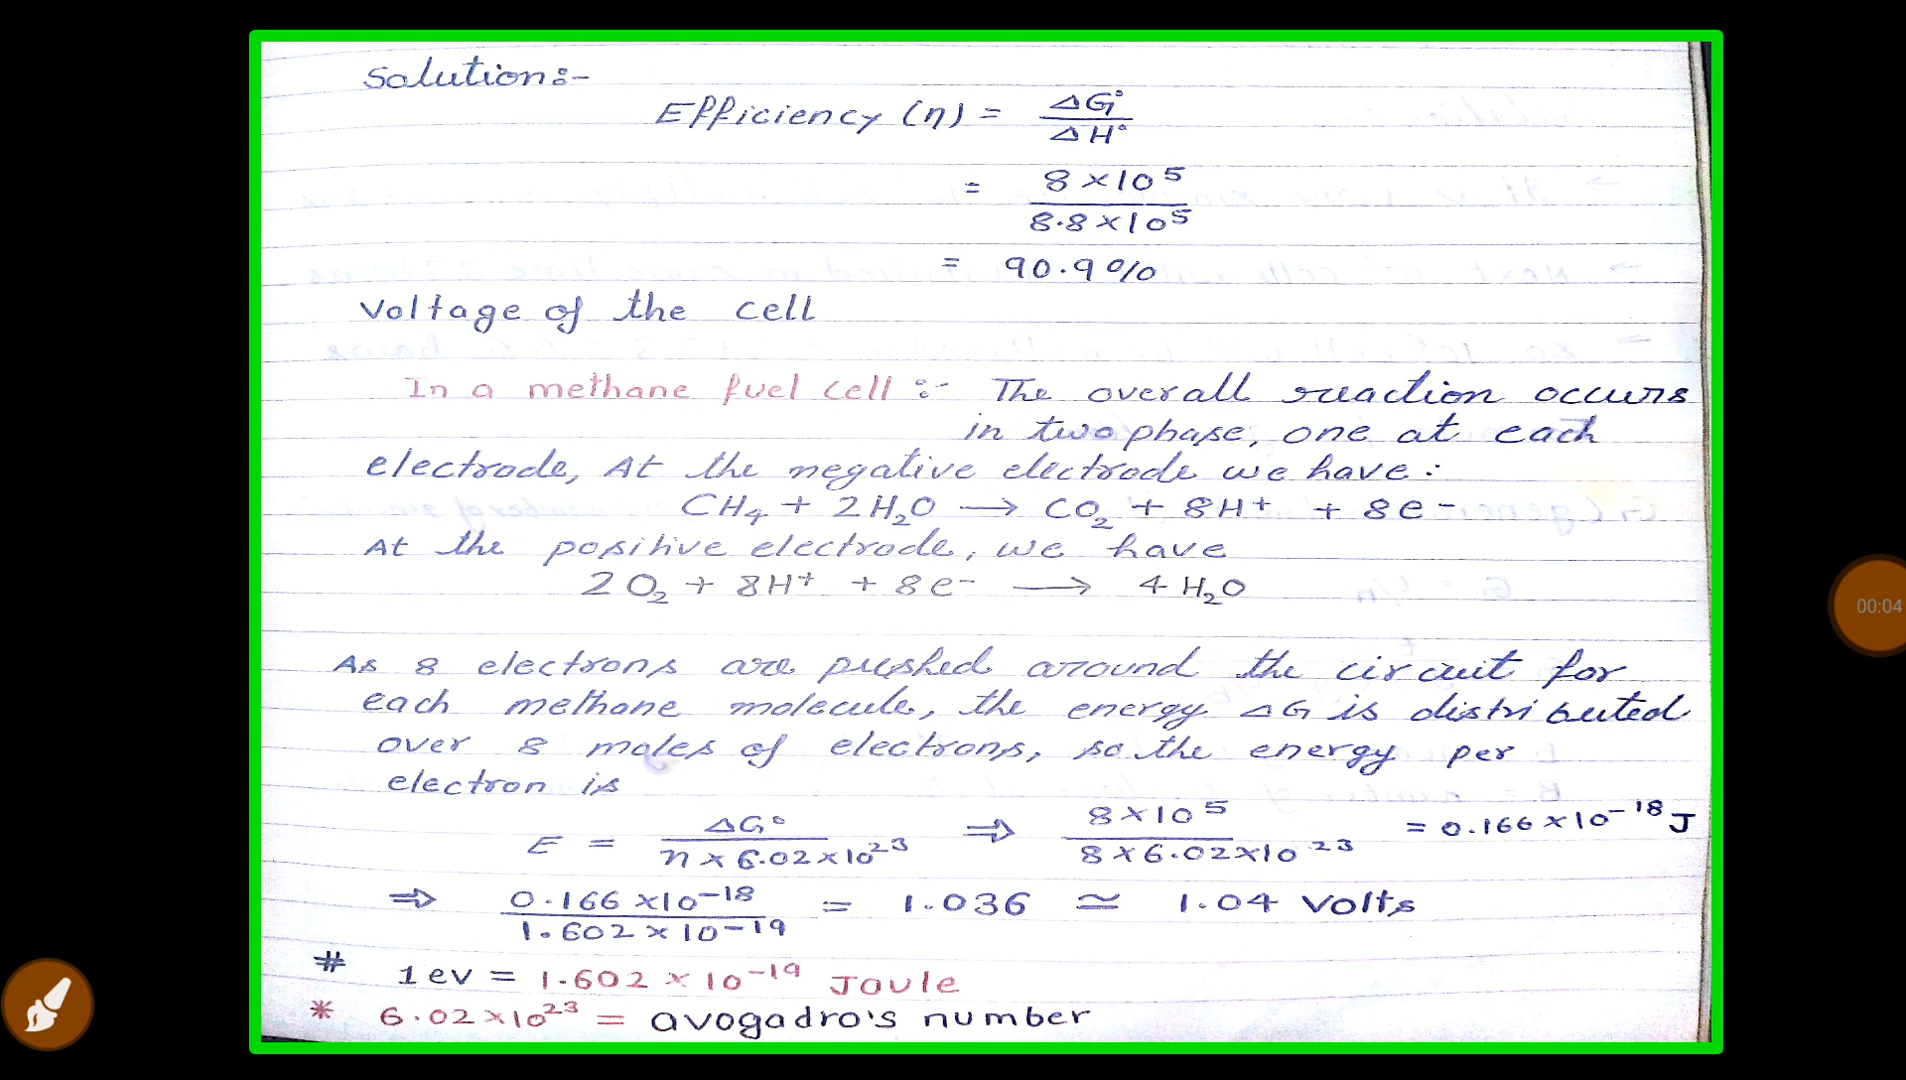 Solution:-
Efficiency (η) = ΔG° / ΔH°
= 8×10⁵ / 8.8×10⁵
= 90.9%
Voltage of the cell
In a methane fuel cell :- The overall reaction occurs
in two phase, one at each
electrode, At the negative electrode we have :
CH₄ + 2H₂O → CO₂ + 8H⁺ + 8e⁻
At the positive electrode, we have
2O₂ + 8H⁺ + 8e⁻ → 4H₂O
As 8 electrons are pushed around the circuit for
each methane molecule, the energy ΔG is distributed
over 8 moles of electrons, so the energy per
electron is
E = ΔG° / n×6.02×10²³ ⇒ 8×10⁵ / 8×6.02×10²³ = 0.166×10⁻¹⁸J
⇒ 0.166×10⁻¹⁸ / 1.602×10⁻¹⁹ = 1.036 ≃ 1.04 Volts
# 1ev = 1.602×10⁻¹⁹ Joule
* 6.02×10²³ = avogadro's number
00:04